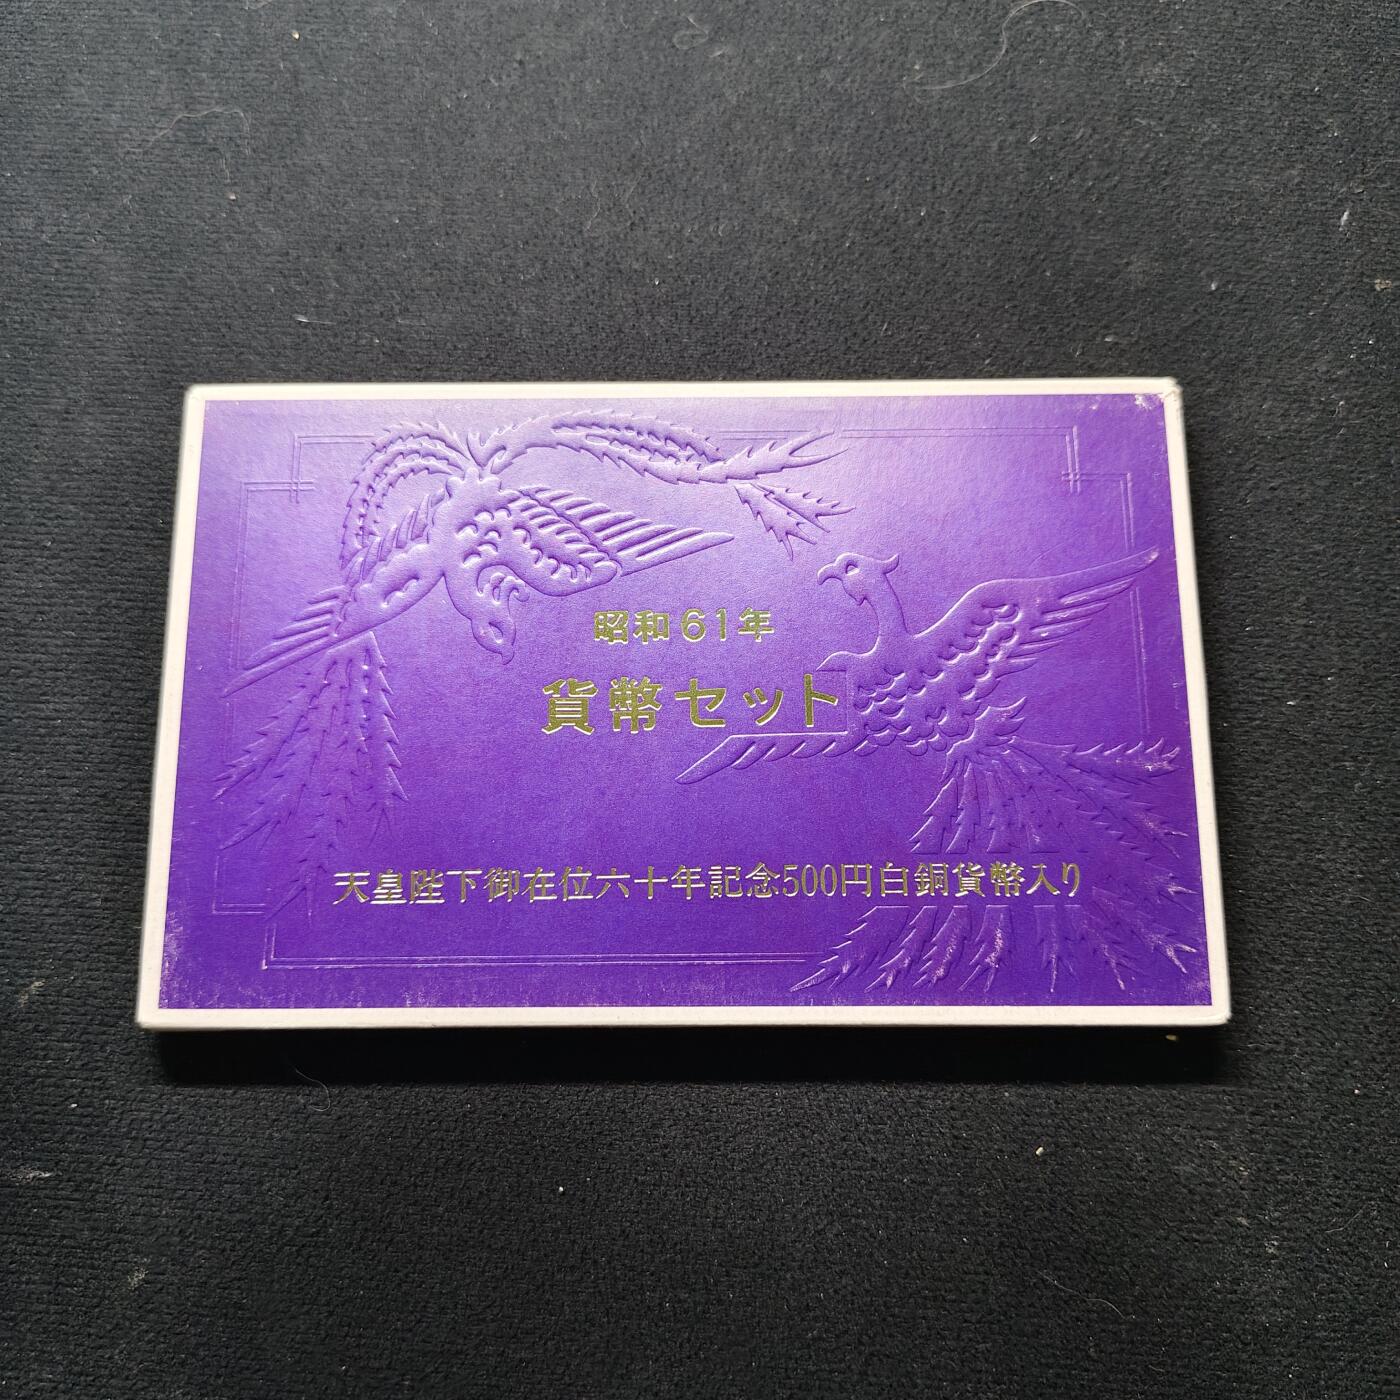 昭和61年
貨幣セット
天皇陛下御在位六十年記念500円白銅貨幣入り